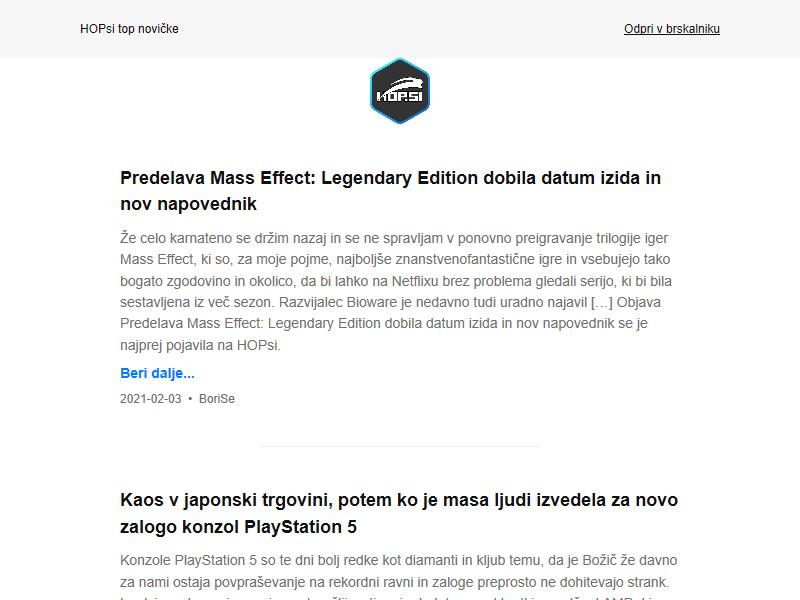 HOPsi top novičke
Odpri v brskalniku
HOPSI
Predelava Mass Effect: Legendary Edition dobila datum izida in
nov napovednik
Že celo karnateno se držim nazaj in se ne spravljam v ponovno preigravanje trilogije iger
Mass Effect, ki so, za moje pojme, najboljše znanstvenofantastične igre in vsebujejo tako
bogato zgodovino in okolico, da bi lahko na Netflixu brez problema gledali serijo, ki bi bila
sestavljena iz več sezon. Razvijalec Bioware je nedavno tudi uradno najavil […] Objava
Predelava Mass Effect: Legendary Edition dobila datum izida in nov napovednik se je
najprej pojavila na HOPsi.
Beri dalje...
2021-02-03 • BoriSe
Kaos v japonski trgovini, potem ko je masa ljudi izvedela za novo
zalogo konzol PlayStation 5
Konzole PlayStation 5 so te dni bolj redke kot diamanti in kljub temu, da je Božič že davno
za nami ostaja povpraševanje na rekordni ravni in zaloge preprosto ne dohitevajo strank.